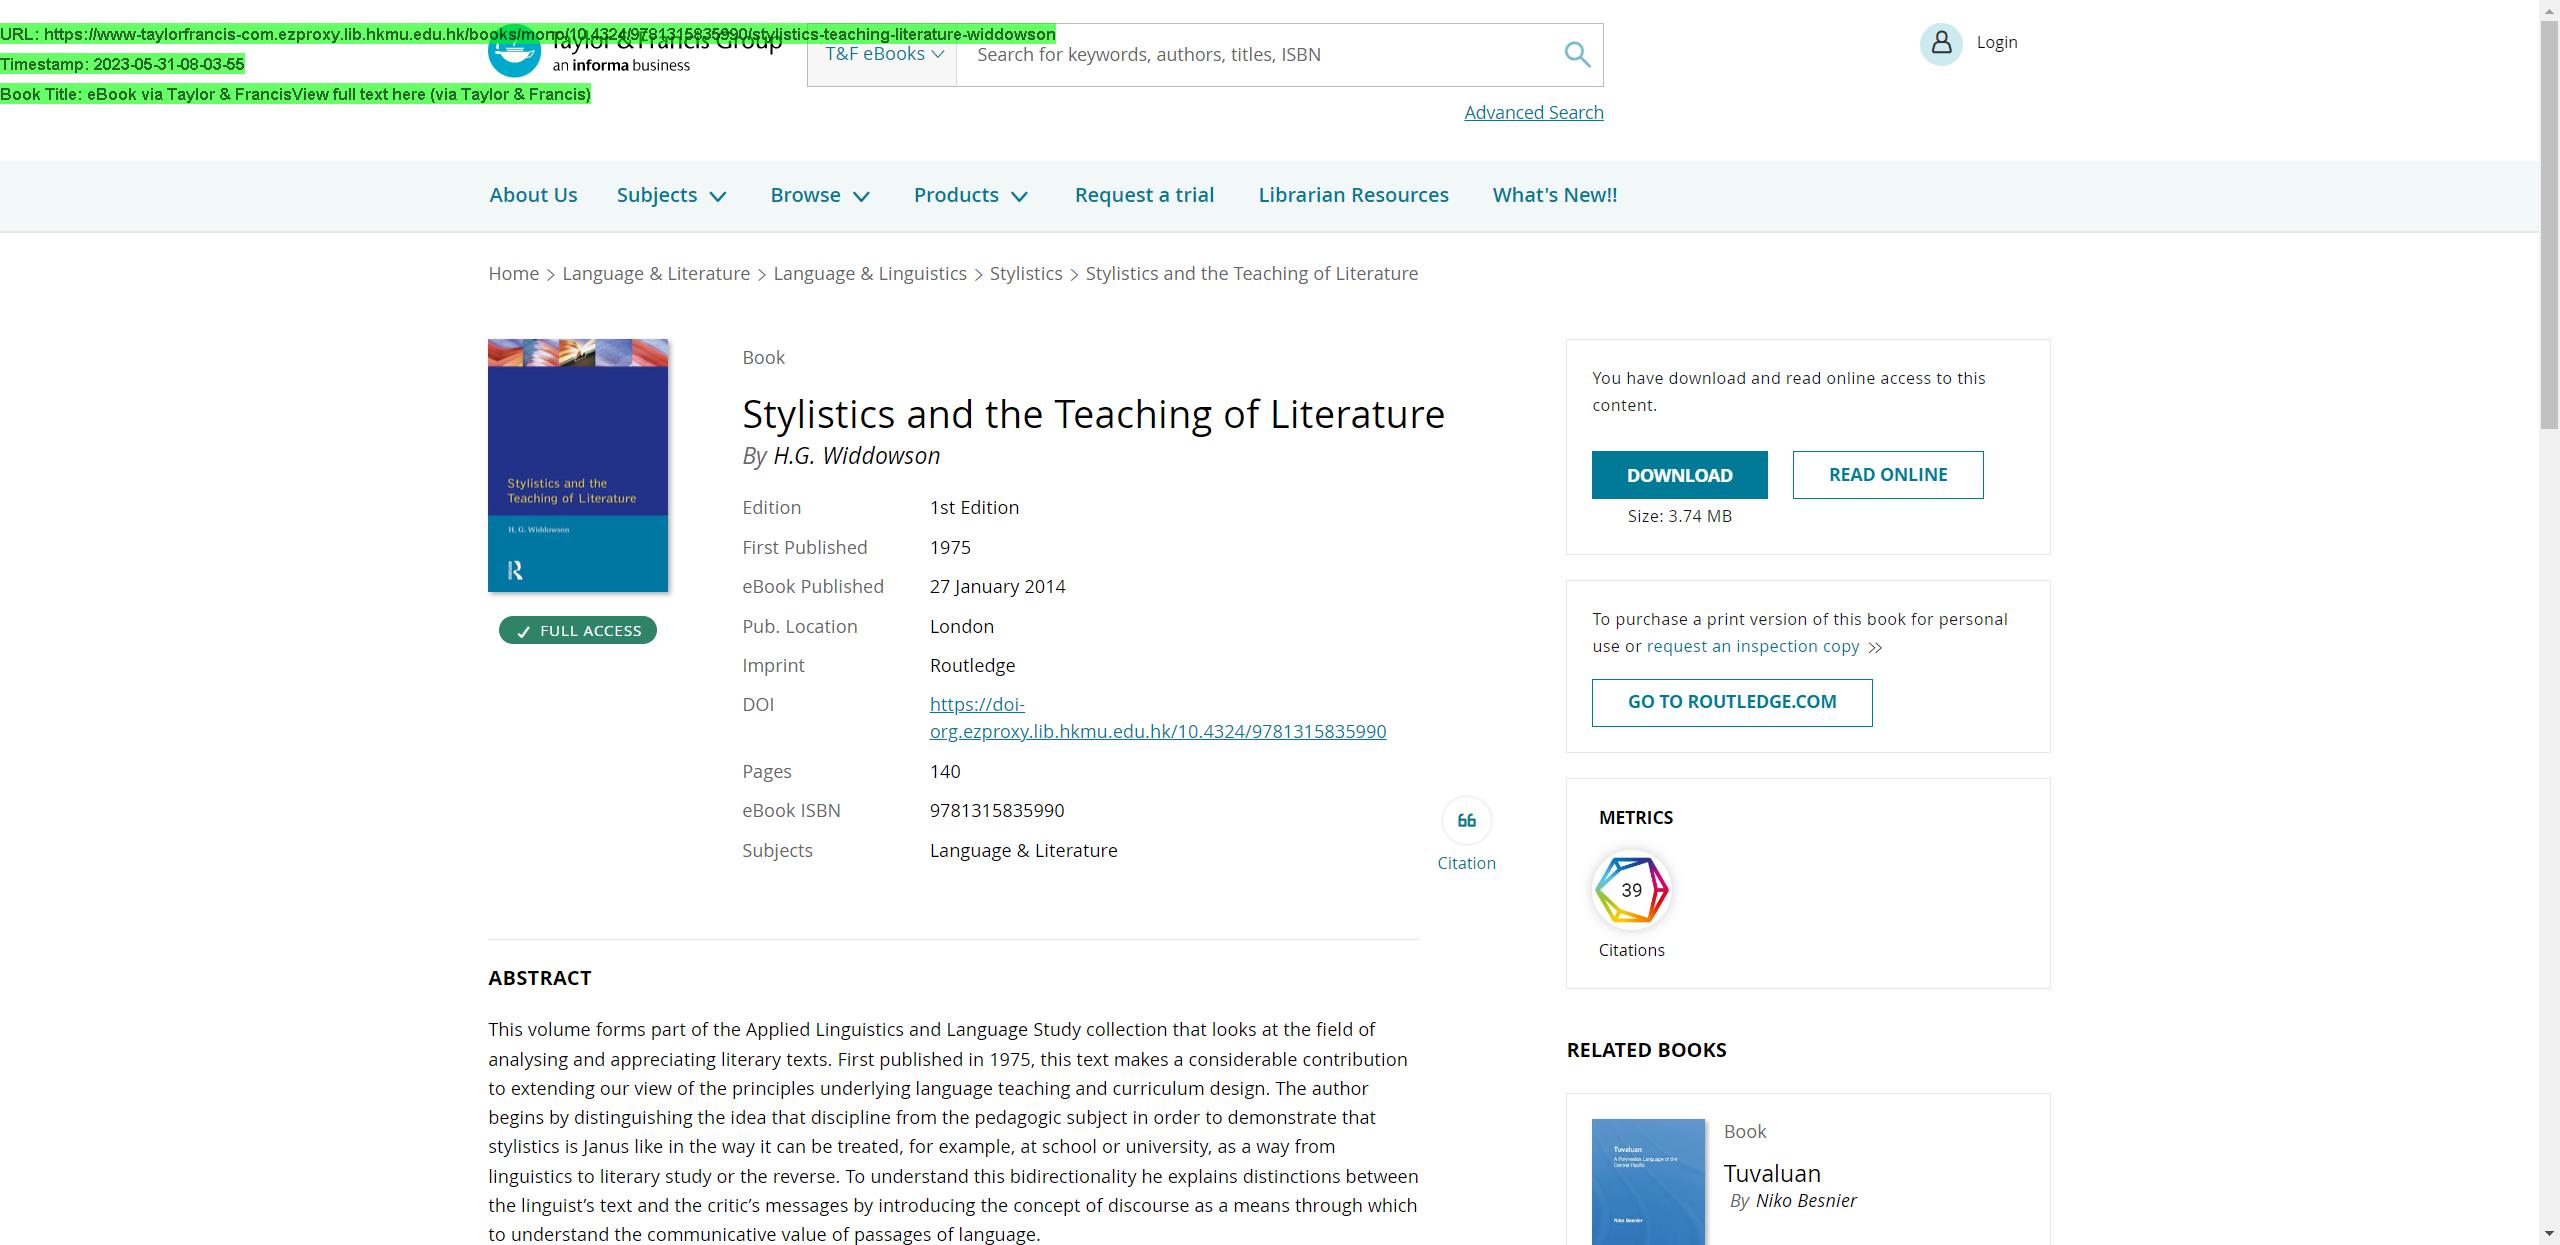 URL: https://www-taylorfrancis-com.ezproxy.lib.hkmu.edu.hk/books/mono/10.4324/9781315835990/stylistics-teaching-literature-widdowson
Timestamp: 2023-05-31-08-03-55
Book Title: eBook via Taylor & FrancisView full text here (via Taylor & Francis)
Taylor & Francis Group
an informa business
T&F eBooks
Search for keywords, authors, titles, ISBN
Login
Advanced Search
About Us Subjects Browse Products Request a trial Librarian Resources What's New!!
Home > Language & Literature > Language & Linguistics > Stylistics > Stylistics and the Teaching of Literature
Stylistics and the
Teaching of Literature
H. G. Widdowson
R
✓ FULL ACCESS
Book
Stylistics and the Teaching of Literature
By H.G. Widdowson
Edition 1st Edition
First Published 1975
eBook Published 27 January 2014
Pub. Location London
Imprint Routledge
DOI https://doi-
org.ezproxy.lib.hkmu.edu.hk/10.4324/9781315835990
Pages 140
eBook ISBN 9781315835990
Subjects Language & Literature
Citation
ABSTRACT
This volume forms part of the Applied Linguistics and Language Study collection that looks at the field of
analysing and appreciating literary texts. First published in 1975, this text makes a considerable contribution
to extending our view of the principles underlying language teaching and curriculum design. The author
begins by distinguishing the idea that discipline from the pedagogic subject in order to demonstrate that
stylistics is Janus like in the way it can be treated, for example, at school or university, as a way from
linguistics to literary study or the reverse. To understand this bidirectionality he explains distinctions between
the linguist's text and the critic's messages by introducing the concept of discourse as a means through which
to understand the communicative value of passages of language.
You have download and read online access to this
content.
DOWNLOAD READ ONLINE
Size: 3.74 MB
To purchase a print version of this book for personal
use or request an inspection copy >>
GO TO ROUTLEDGE.COM
METRICS
39
Citations
RELATED BOOKS
Tuvaluan
A Polynesian Language of the
Central Pacific
Niko Besnier
Book
Tuvaluan
By Niko Besnier